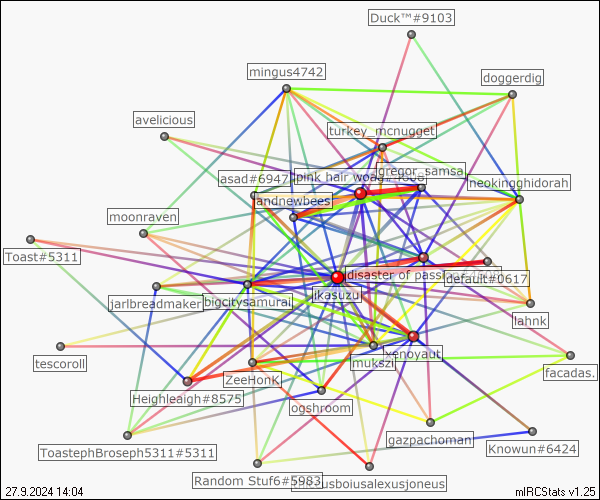 Duck™#9103
mingus4742
doggerdig
avelicious
turkey_mcnugget
gregor_samsa
asad#6947
pink hair woag#4888
neokingghidorah
andnewbees
moonraven
Toast#5311
disaster of pass
default#0617
jarlbreadmaker
bigcitysamurai
ikasuzu
lahnk
tescoroll
xenoyaut
mukszi
facadas.
ZeeHonK
Heighleaigh#8575
ogshroom
gazpachoman
ToastephBroseph5311#5311
Knowun#6424
Random Stuf6#5983
usboiusalexusjoneus
27.9.2024 14:04
mIRCStats v1.25